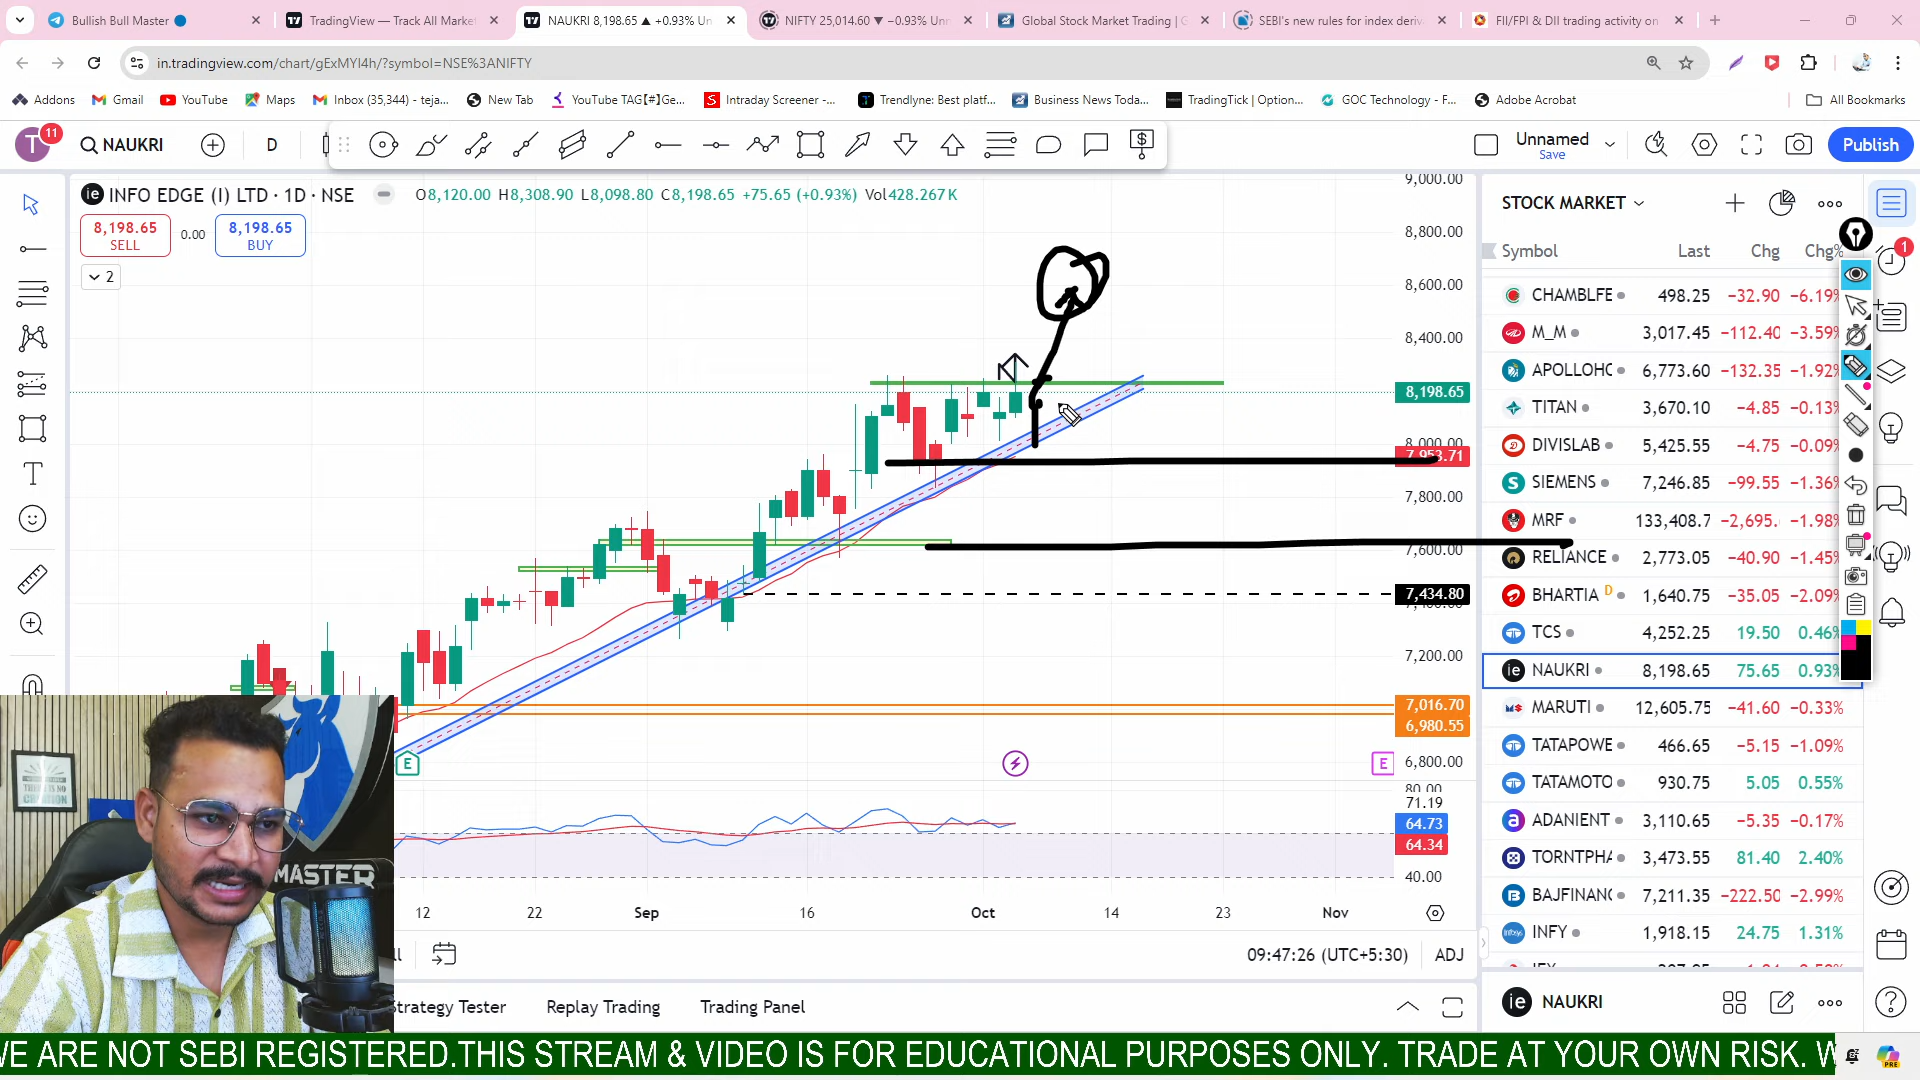 Bullish Bull Master
TradingView — Track All Market
NAUKRI 8,198.65 ▲ +0.93% Un
NIFTY 25,014.60 ▼ −0.93% Unn
Global Stock Market Trading | G
SEBI's new rules for index deriv
FII/FPI & DII trading activity on
in.tradingview.com/chart/gExMYl4h/?symbol=NSE%3ANIFTY
Addons
Gmail
YouTube
Maps
Inbox (35,344) - teja...
New Tab
YouTube TAG【#】Ge...
Intraday Screener -...
Trendlyne: Best platf...
Business News Toda...
TradingTick | Option...
GOC Technology - F...
Adobe Acrobat
All Bookmarks
T
11
NAUKRI
D
Unnamed
Save
Publish
INFO EDGE (I) LTD · 1D · NSE
O8,120.00 H8,308.90 L8,098.80 C8,198.65 +75.65 (+0.93%) Vol428.267K
8,198.65
SELL
0.00
8,198.65
BUY
2
9,000.00
8,800.00
8,600.00
8,400.00
8,198.65
8,000.00
7,953.71
7,800.00
7,600.00
7,434.80
7,400.00
7,200.00
7,016.70
6,980.55
6,800.00
E
E
80.00
71.19
64.73
64.34
40.00
12 22 Sep 16 Oct 14 23 Nov
09:47:26 (UTC+5:30) ADJ
Strategy Tester
Replay Trading
Trading Panel
STOCK MARKET
Symbol Last Chg Chg%
CHAMBLFE 498.25 −32.90 −6.19%
M_M 3,017.45 −112.40 −3.59%
APOLLOHC 6,773.60 −132.35 −1.92%
TITAN 3,670.10 −4.85 −0.13%
DIVISLAB 5,425.55 −4.75 −0.09%
SIEMENS 7,246.85 −99.55 −1.36%
MRF 133,408.7 −2,695. −1.98%
RELIANCE 2,773.05 −40.90 −1.45%
BHARTIA D 1,640.75 −35.05 −2.09%
TCS 4,252.25 19.50 0.46%
NAUKRI 8,198.65 75.65 0.93%
MARUTI 12,605.75 −41.60 −0.33%
TATAPOWE 466.65 −5.15 −1.09%
TATAMOTO 930.75 5.05 0.55%
ADANIENT 3,110.65 −5.35 −0.17%
TORNTPHA 3,473.55 81.40 2.40%
BAJFINANC 7,211.35 −222.50 −2.99%
INFY 1,918.15 24.75 1.31%
NAUKRI
1
CREATION
MASTER
WE ARE NOT SEBI REGISTERED.THIS STREAM & VIDEO IS FOR EDUCATIONAL PURPOSES ONLY. TRADE AT YOUR OWN RISK. W